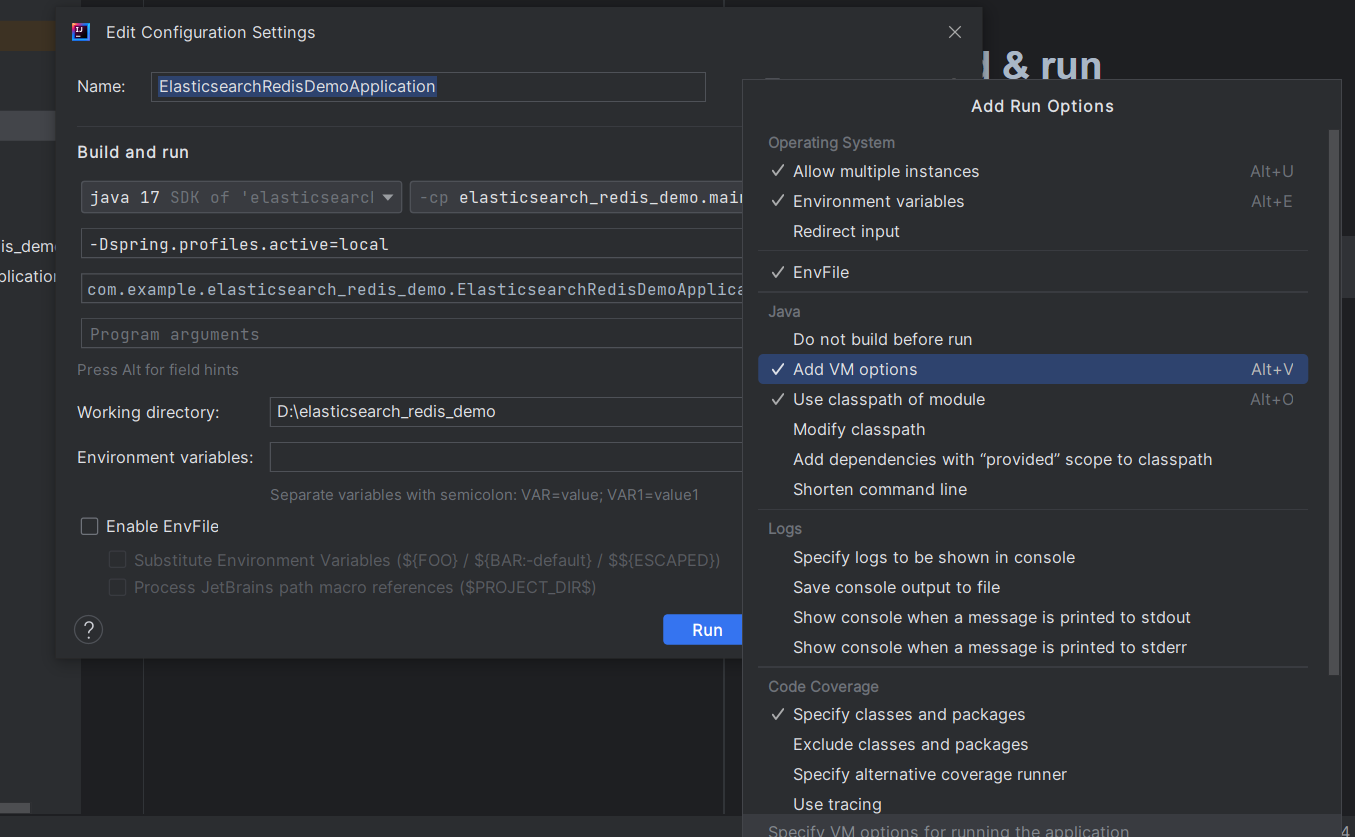 Edit Configuration Settings
Name:
ElasticsearchRedisDemoApplication
Build and run
java 17 SDK of 'elasticsearch
-cp elasticsearch_redis_demo.main
-Dspring.profiles.active=local
com.example.elasticsearch_redis_demo.ElasticsearchRedisDemoApplica
Program arguments
Press Alt for field hints
Working directory:
D:\elasticsearch_redis_demo
Environment variables:
Separate variables with semicolon: VAR=value; VAR1=value1
Enable EnvFile
Substitute Environment Variables (${FOO} / ${BAR:-default} / $${ESCAPED})
Process JetBrains path macro references ($PROJECT_DIR$)
?
Run
is_demo
plication
& run
Add Run Options
Operating System
Allow multiple instances Alt+U
Environment variables Alt+E
Redirect input
EnvFile
Java
Do not build before run
Add VM options Alt+V
Use classpath of module Alt+O
Modify classpath
Add dependencies with “provided” scope to classpath
Shorten command line
Logs
Specify logs to be shown in console
Save console output to file
Show console when a message is printed to stdout
Show console when a message is printed to stderr
Code Coverage
Specify classes and packages
Exclude classes and packages
Specify alternative coverage runner
Use tracing
Specify VM options for running the application
4